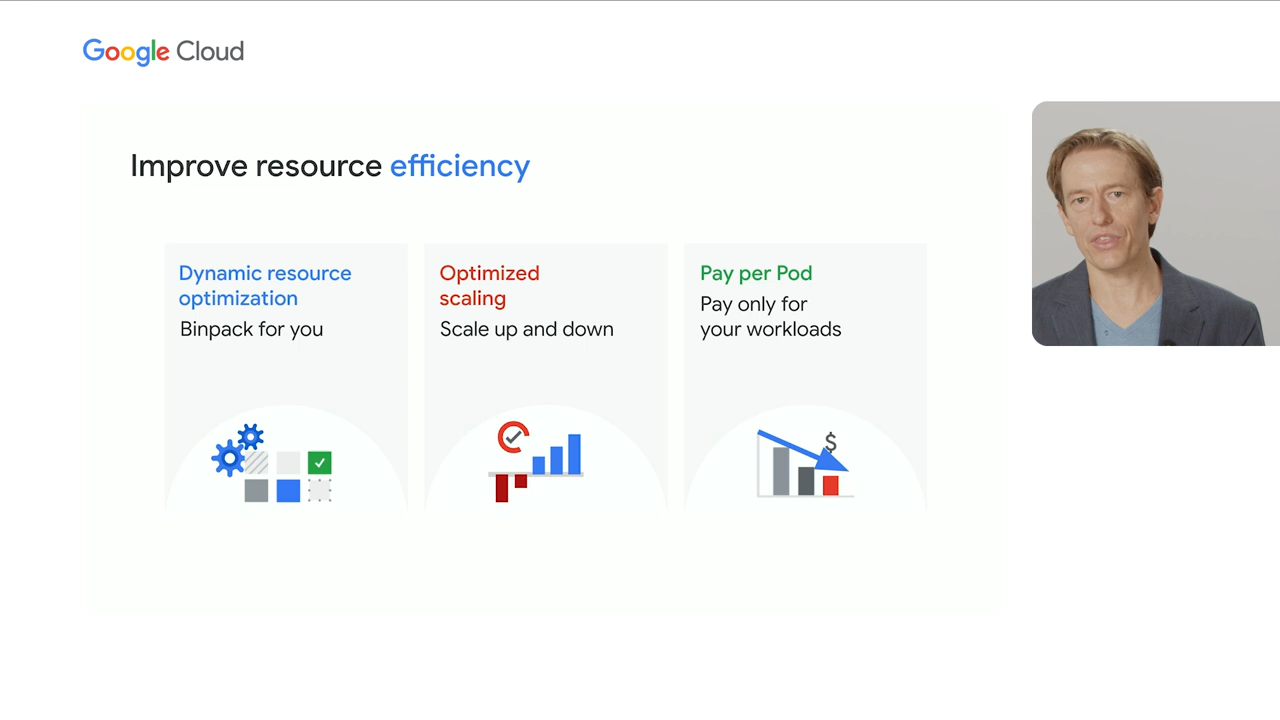 Google Cloud
Improve resource efficiency
Dynamic resource
optimization
Binpack for you
Optimized
scaling
Scale up and down
Pay per Pod
Pay only for
your workloads
$